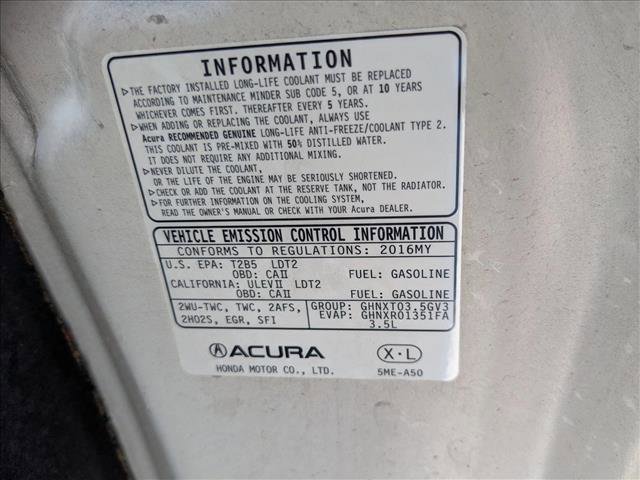 INFORMATION
▷THE FACTORY INSTALLED LONG-LIFE COOLANT MUST BE REPLACED
ACCORDING TO MAINTENANCE MINDER SUB CODE 5, OR AT 10 YEARS
WHICHEVER COMES FIRST. THEREAFTER EVERY 5 YEARS.
▷WHEN ADDING OR REPLACING THE COOLANT, ALWAYS USE
Acura RECOMMENDED GENUINE LONG-LIFE ANTI-FREEZE/COOLANT TYPE 2.
THIS COOLANT IS PRE-MIXED WITH 50% DISTILLED WATER.
IT DOES NOT REQUIRE ANY ADDITIONAL MIXING.
▷NEVER DILUTE THE COOLANT,
OR THE LIFE OF THE ENGINE MAY BE SERIOUSLY SHORTENED.
▷CHECK OR ADD THE COOLANT AT THE RESERVE TANK, NOT THE RADIATOR.
▷FOR FURTHER INFORMATION ON THE COOLING SYSTEM,
READ THE OWNER'S MANUAL OR CHECK WITH YOUR Acura DEALER.
VEHICLE EMISSION CONTROL INFORMATION
CONFORMS TO REGULATIONS: 2016MY
U.S. EPA: T2B5 LDT2
OBD: CAII FUEL: GASOLINE
CALIFORNIA: ULEVII LDT2
OBD: CAII FUEL: GASOLINE
2WU-TWC, TWC, 2AFS, GROUP: GHNXT03.5GV3
2HO2S, EGR, SFI EVAP: GHNXR01351FA
3.5L
ACURA X·L
HONDA MOTOR CO., LTD. 5ME-A50